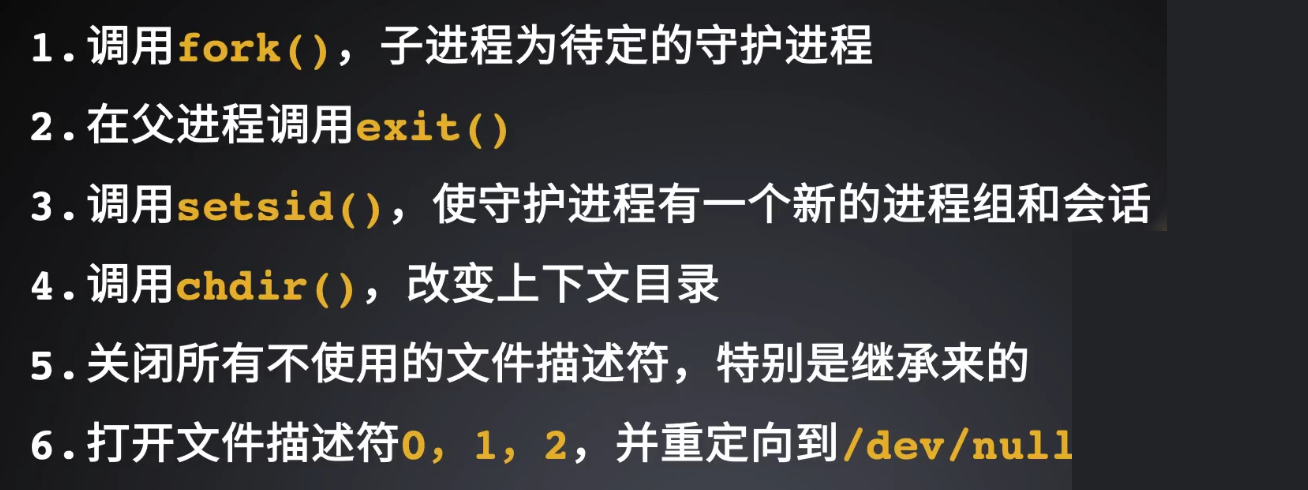 1.调用fork()，子进程为待定的守护进程
2.在父进程调用exit()
3.调用setsid()，使守护进程有一个新的进程组和会话
4.调用chdir()，改变上下文目录
5.关闭所有不使用的文件描述符，特别是继承来的
6.打开文件描述符0，1，2，并重定向到/dev/null